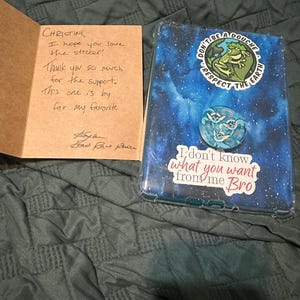 CHRISTINE,
I hope you love
the sticker!
Thank you so much
for the support.
This one is by
far my favorite
DON'T BE A DOUCHE
RESPECT THE EARTH
I don't know
what you want
from me Bro